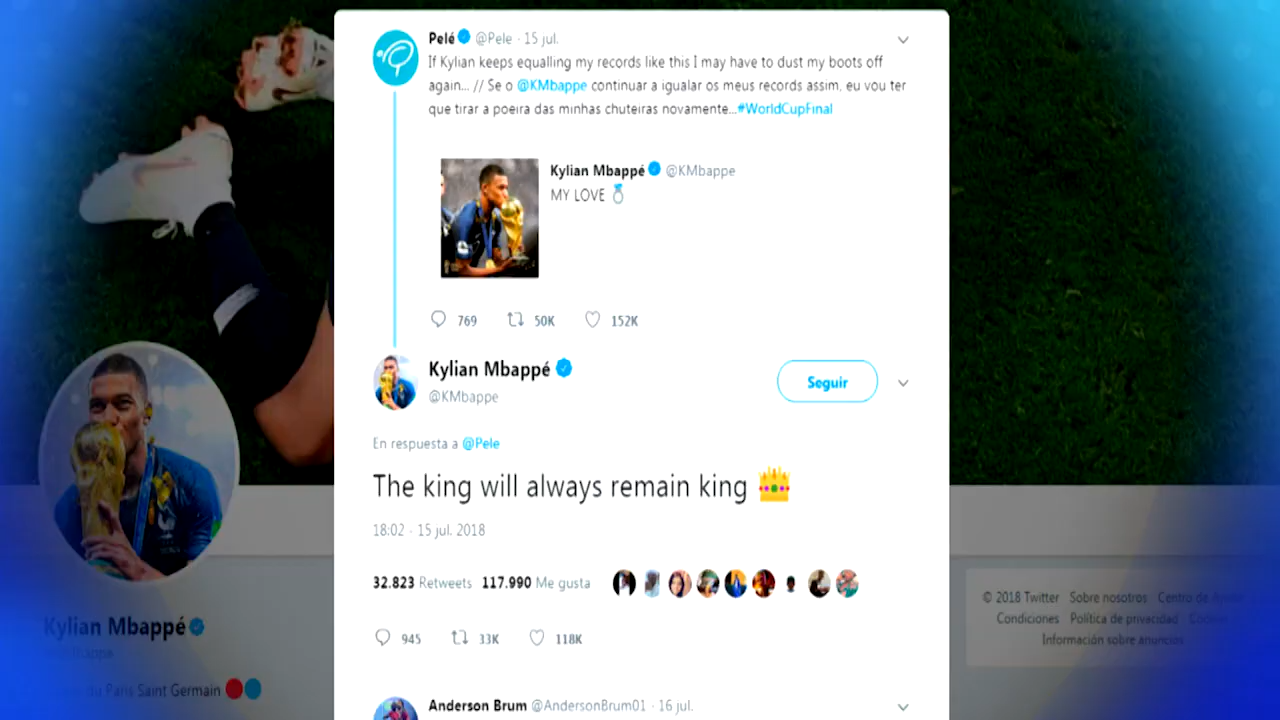 Pelé @Pele · 15 jul.
If Kylian keeps equalling my records like this I may have to dust my boots off
again... // Se o @KMbappe continuar a igualar os meus records assim, eu vou ter
que tirar a poeira das minhas chuteiras novamente...#WorldCupFinal
Kylian Mbappé @KMbappe
MY LOVE
769 50K 152K
Kylian Mbappé
@KMbappe
Seguir
En respuesta a @Pele
The king will always remain king
18:02 · 15 jul. 2018
32.823 Retweets 117.990 Me gusta
945 33K 118K
Anderson Brum @AndersonBrum01 · 16 jul.
Kylian Mbappé
Paris Saint Germain
© 2018 Twitter Sobre nosotros Centro de
Condiciones Política de privacidad
Información sobre anuncios